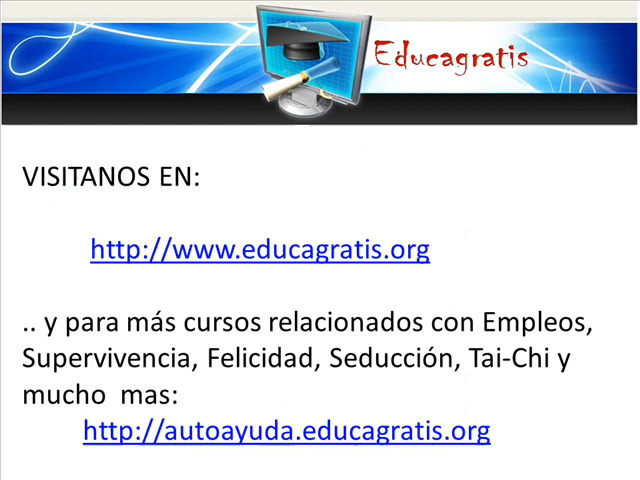 Educagratis
VISITANOS EN:
http://www.educagratis.org
.. y para más cursos relacionados con Empleos,
Supervivencia, Felicidad, Seducción, Tai-Chi y
mucho mas:
http://autoayuda.educagratis.org